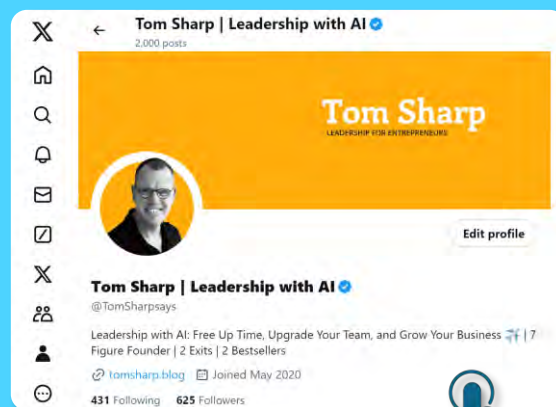 Tom Sharp | Leadership with AI
2,000 posts
Tom Sharp
LEADERSHIP FOR ENTREPRENEURS
Edit profile
Tom Sharp | Leadership with AI
@TomSharpsays
Leadership with AI: Free Up Time, Upgrade Your Team, and Grow Your Business ✈️ | 7
Figure Founder | 2 Exits | 2 Bestsellers
tomsharp.blog Joined May 2020
431 Following 625 Followers